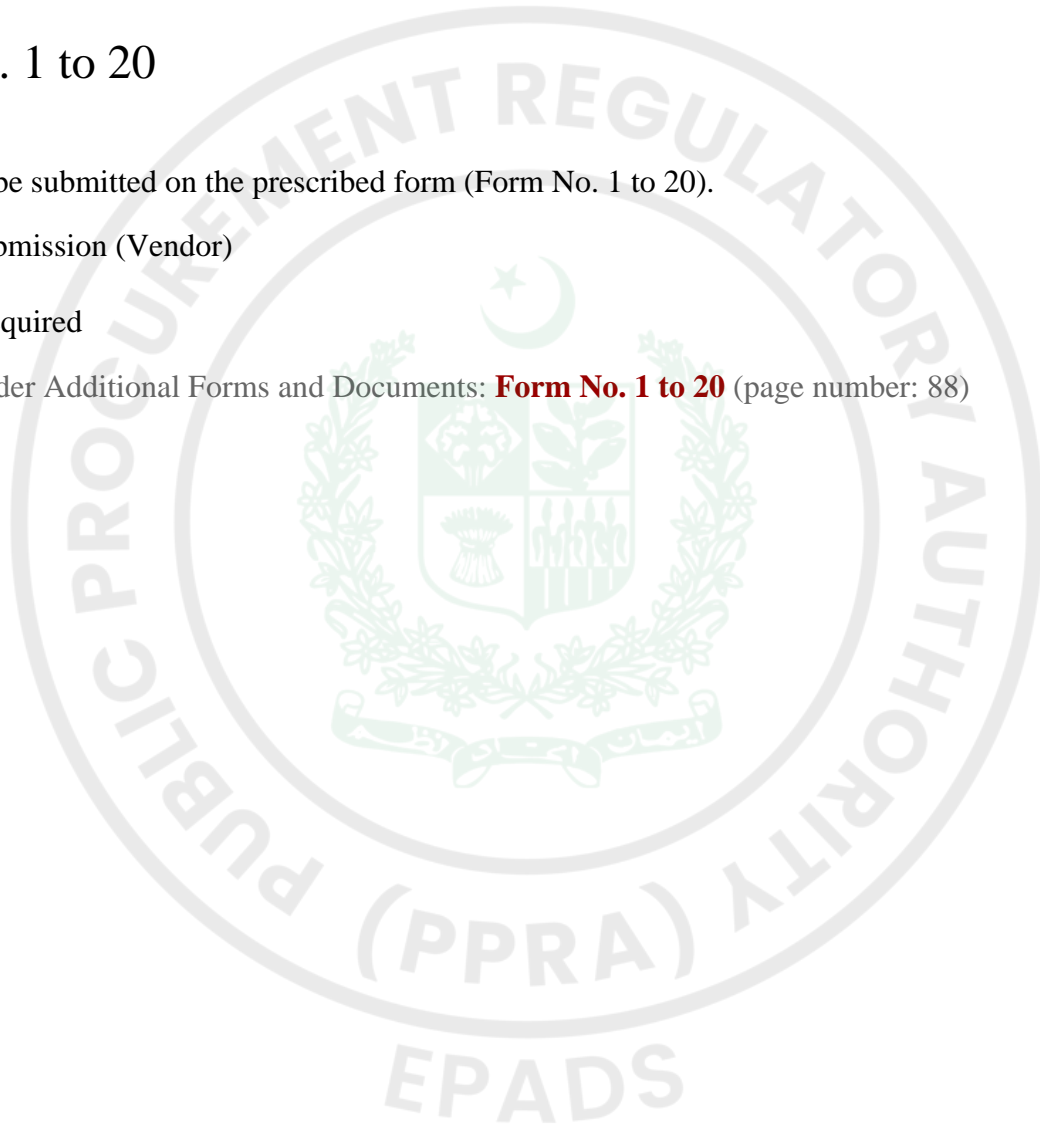 . 1 to 20
be submitted on the prescribed form (Form No. 1 to 20).
omission (Vendor)
quired
der Additional Forms and Documents: Form No. 1 to 20 (page number: 88)
PUBLIC PROCUREMENT REGULATORY AUTHORITY
(PPRA)
EPADS